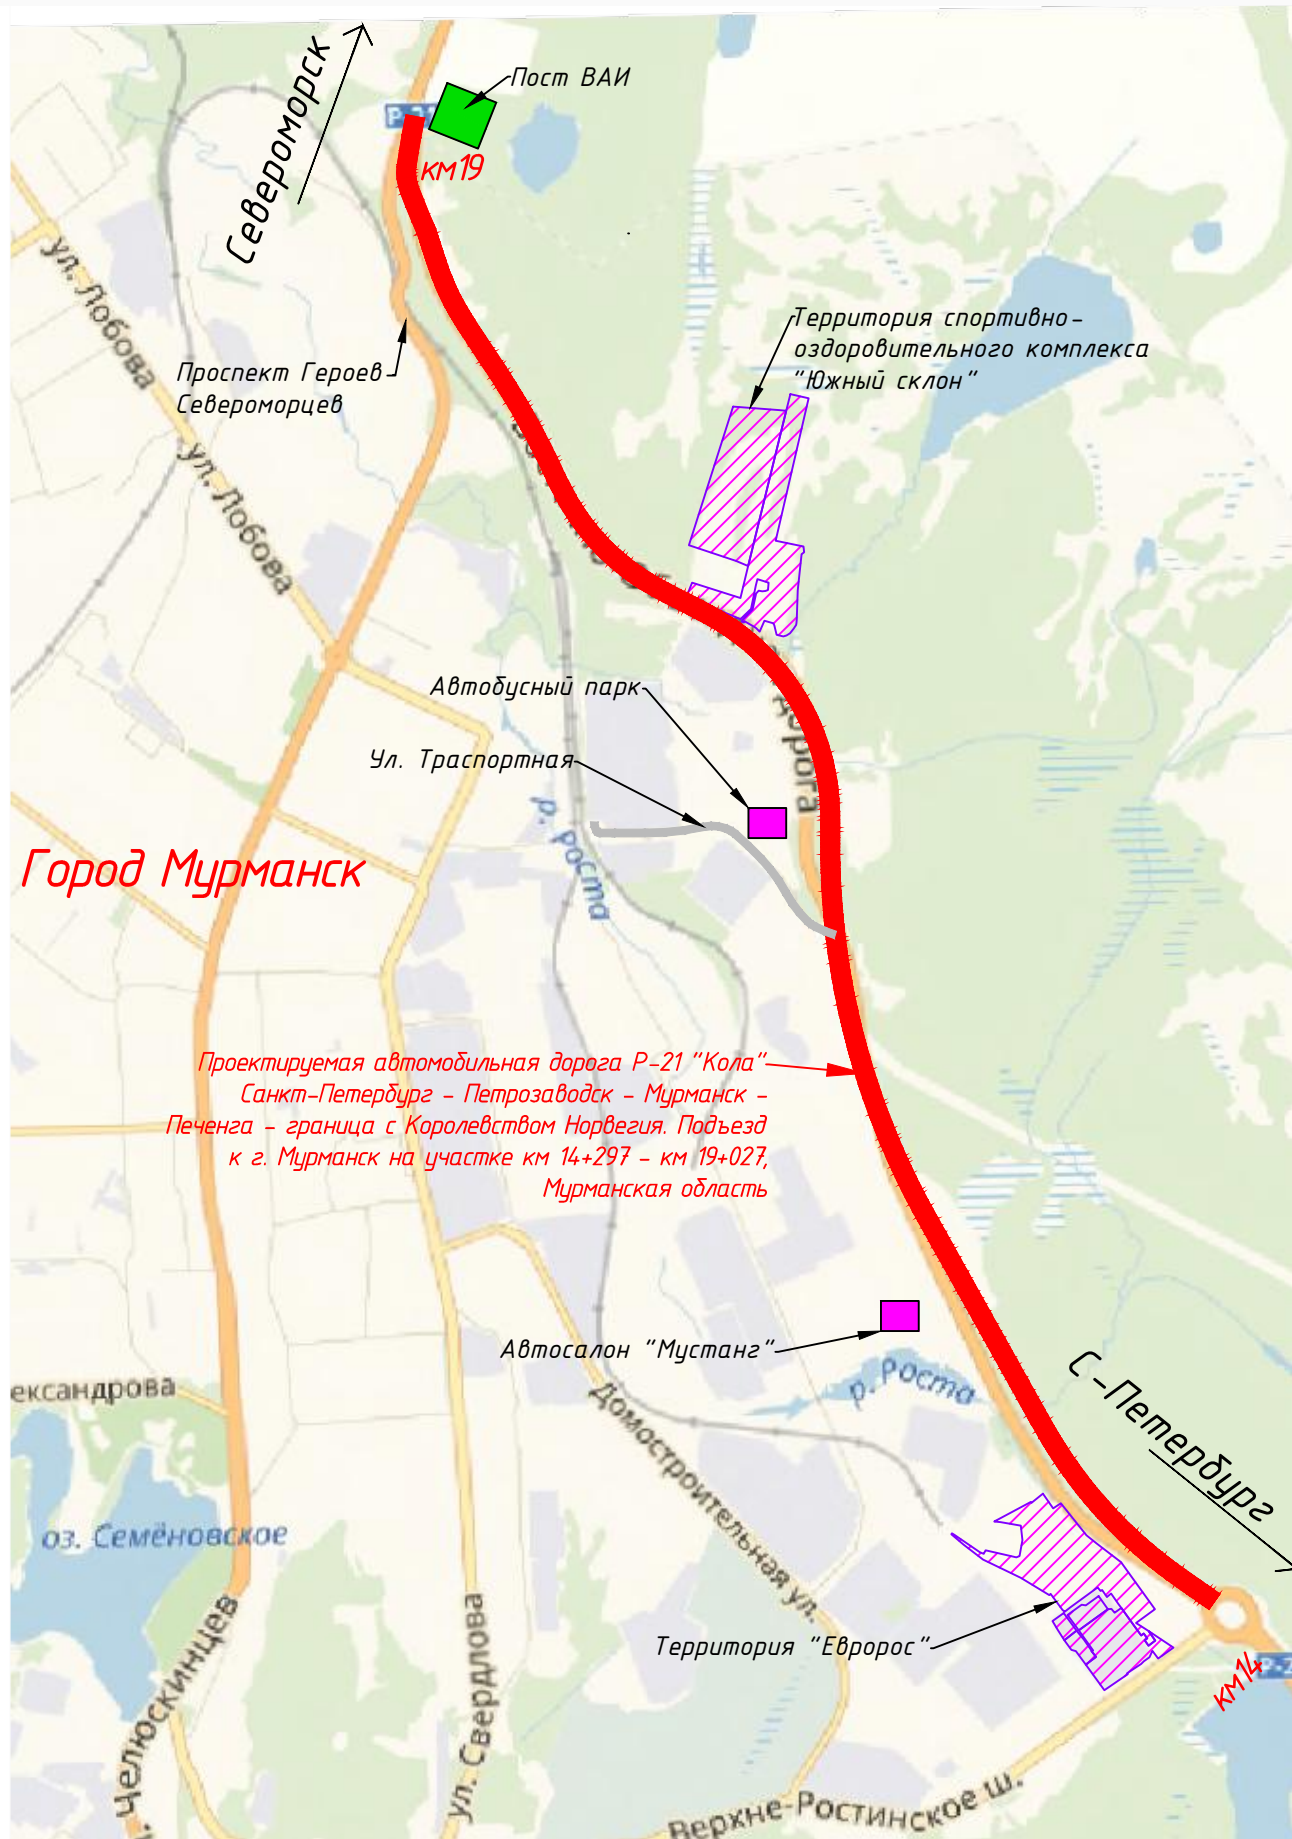 Североморск
Пост ВАИ
км19
ул. Лобова
Территория спортивно-
оздоровительного комплекса
"Южный склон"
Проспект Героев
Североморцев
ул. Лобова
дорога
Автобусный парк
Ул. Траспортная
р. Роста
Город Мурманск
Проектируемая автомобильная дорога Р-21 "Кола"
Санкт-Петербург - Петрозаводск - Мурманск -
Печенга - граница с Королевством Норвегия. Подъезд
к г. Мурманск на участке км 14+297 - км 19+027,
Мурманская область
Автосалон "Мустанг"
р. Роста
С-Петербург
ександрова
Домостроительная ул.
оз. Семёновское
Территория "Евророс"
км14
Челюскинцев
ул. Свердлова
Верхне-Ростинское ш.